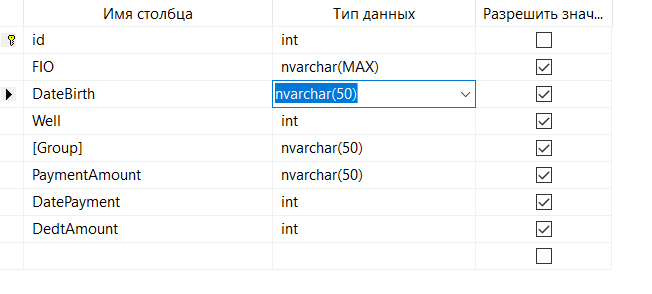 Имя столбца Тип данных Разрешить знач...
id int
FIO nvarchar(MAX)
DateBirth nvarchar(50)
Well int
[Group] nvarchar(50)
PaymentAmount nvarchar(50)
DatePayment int
DedtAmount int